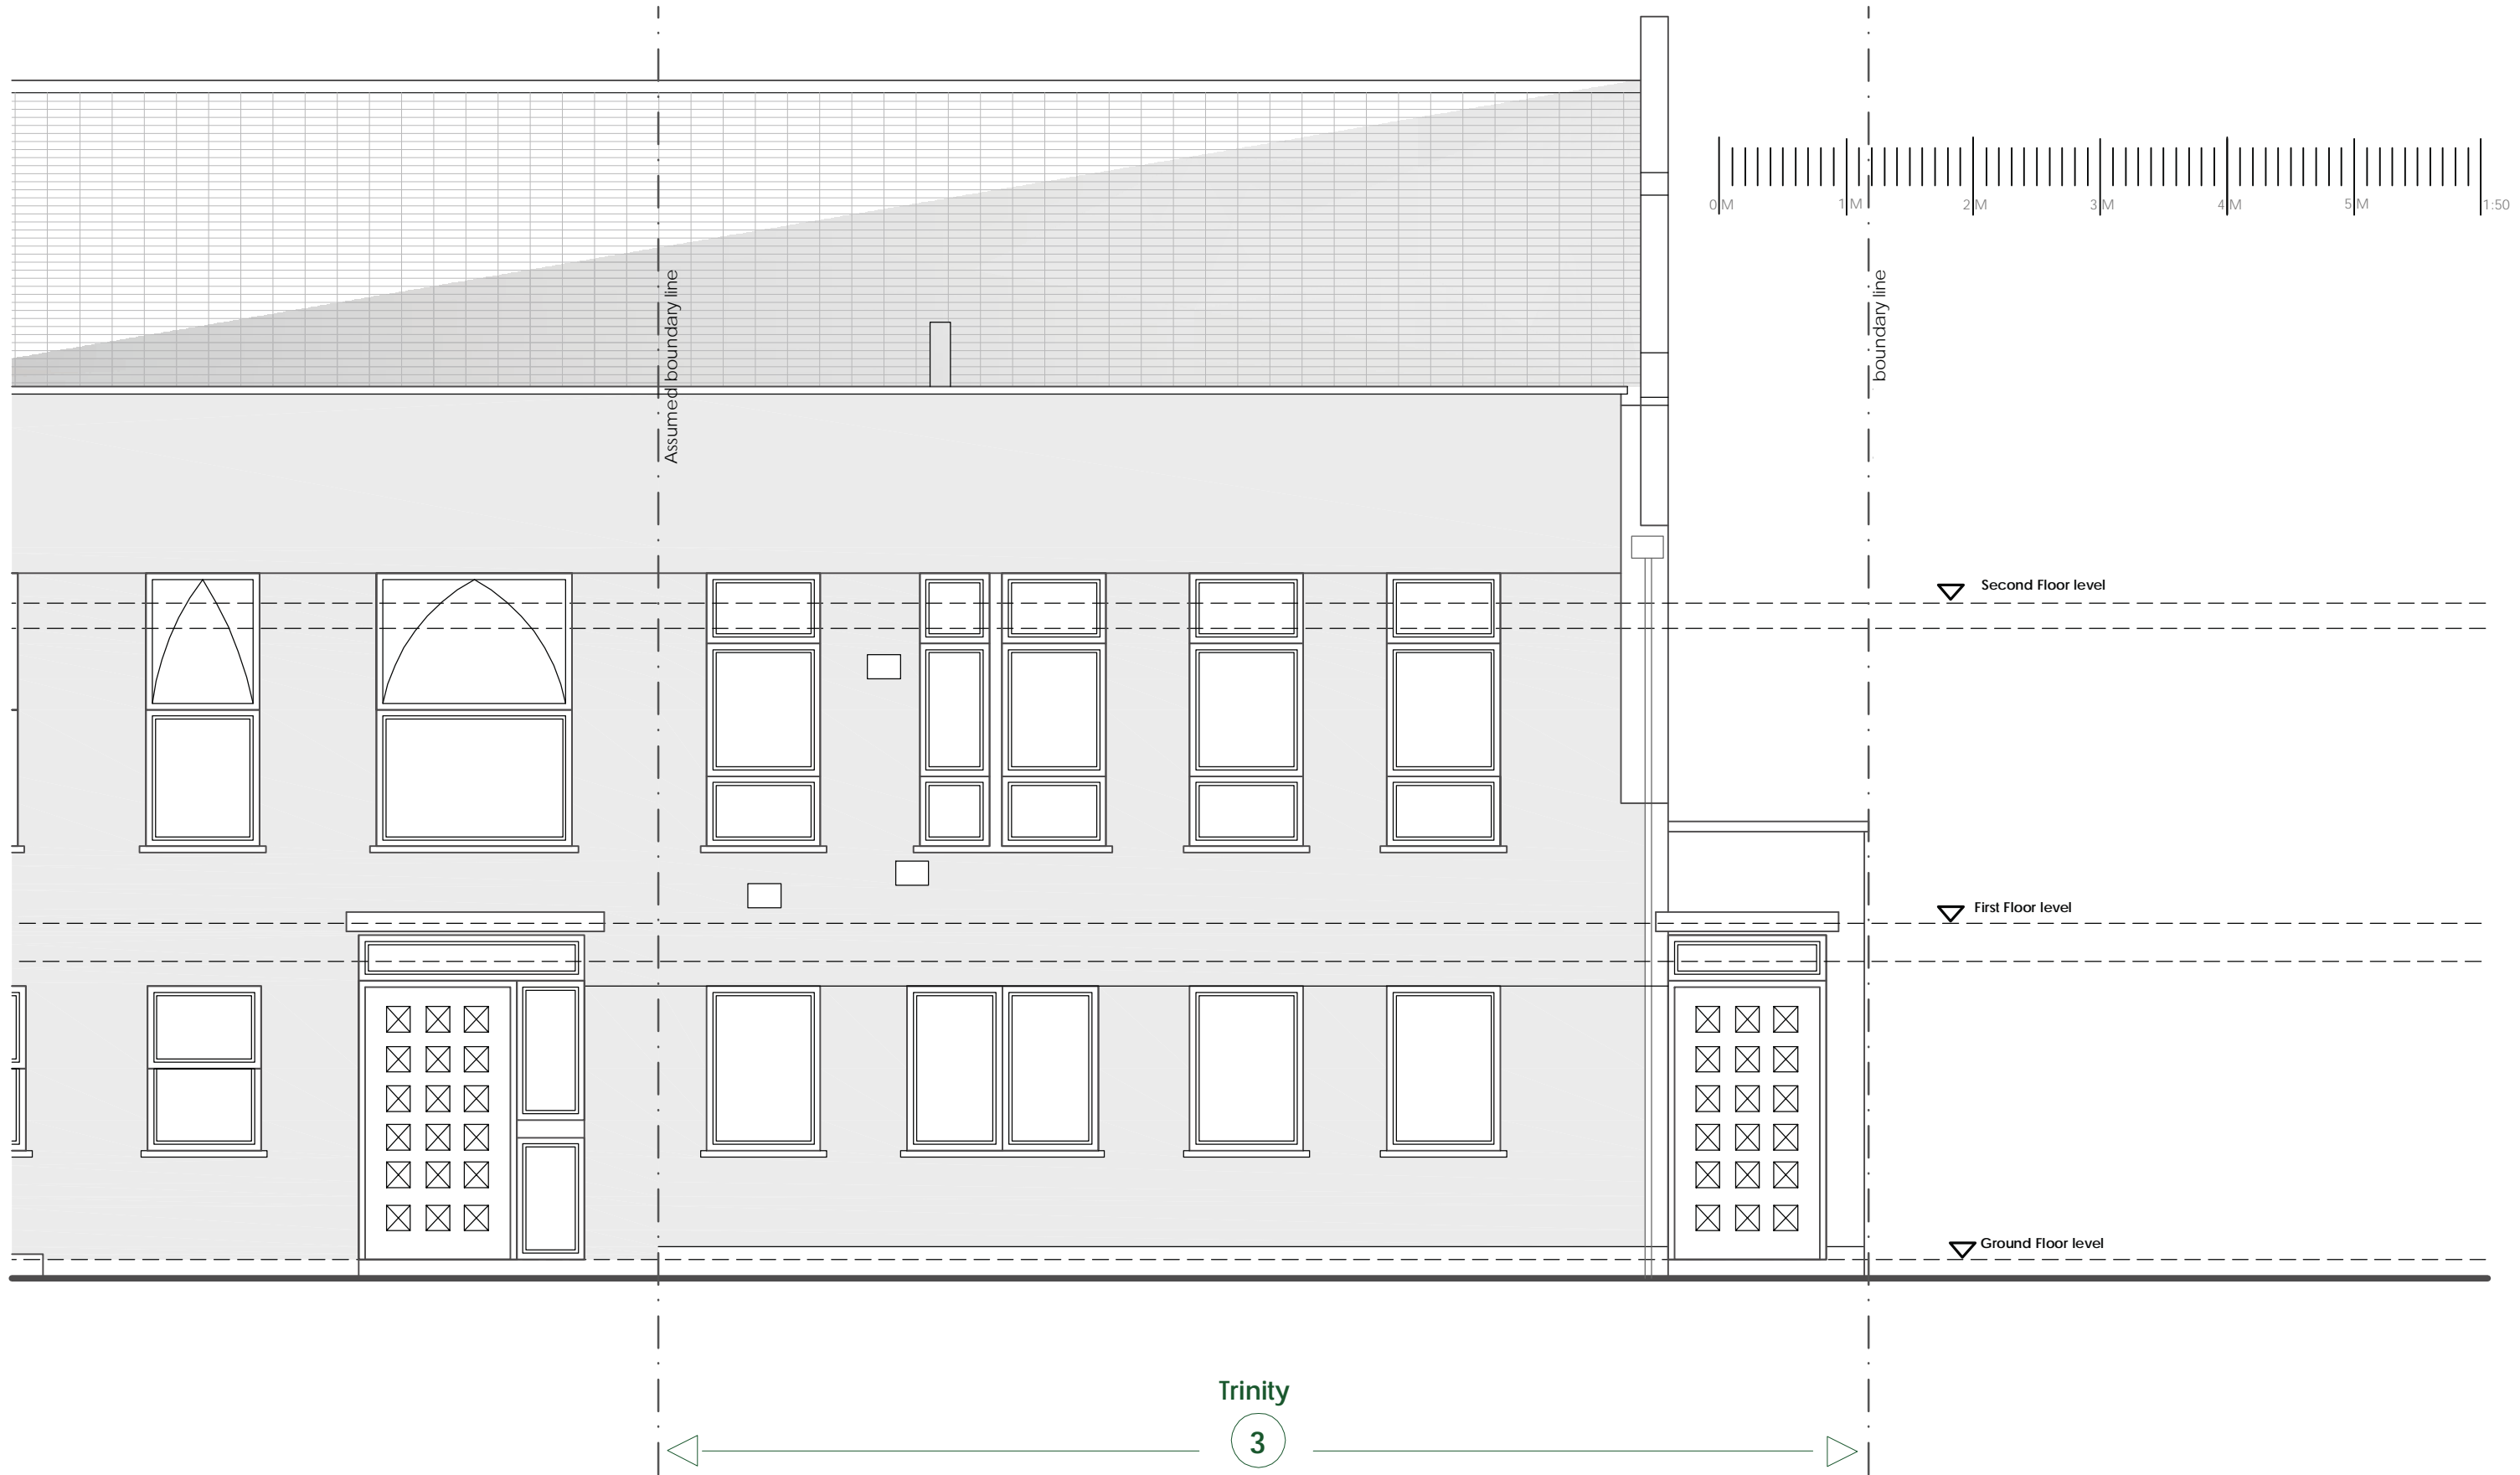 0 M 1 M 2 M 3 M 4 M 5 M 1:50
Assumed boundary line
boundary line
Second Floor level
First Floor level
Ground Floor level
Trinity
3